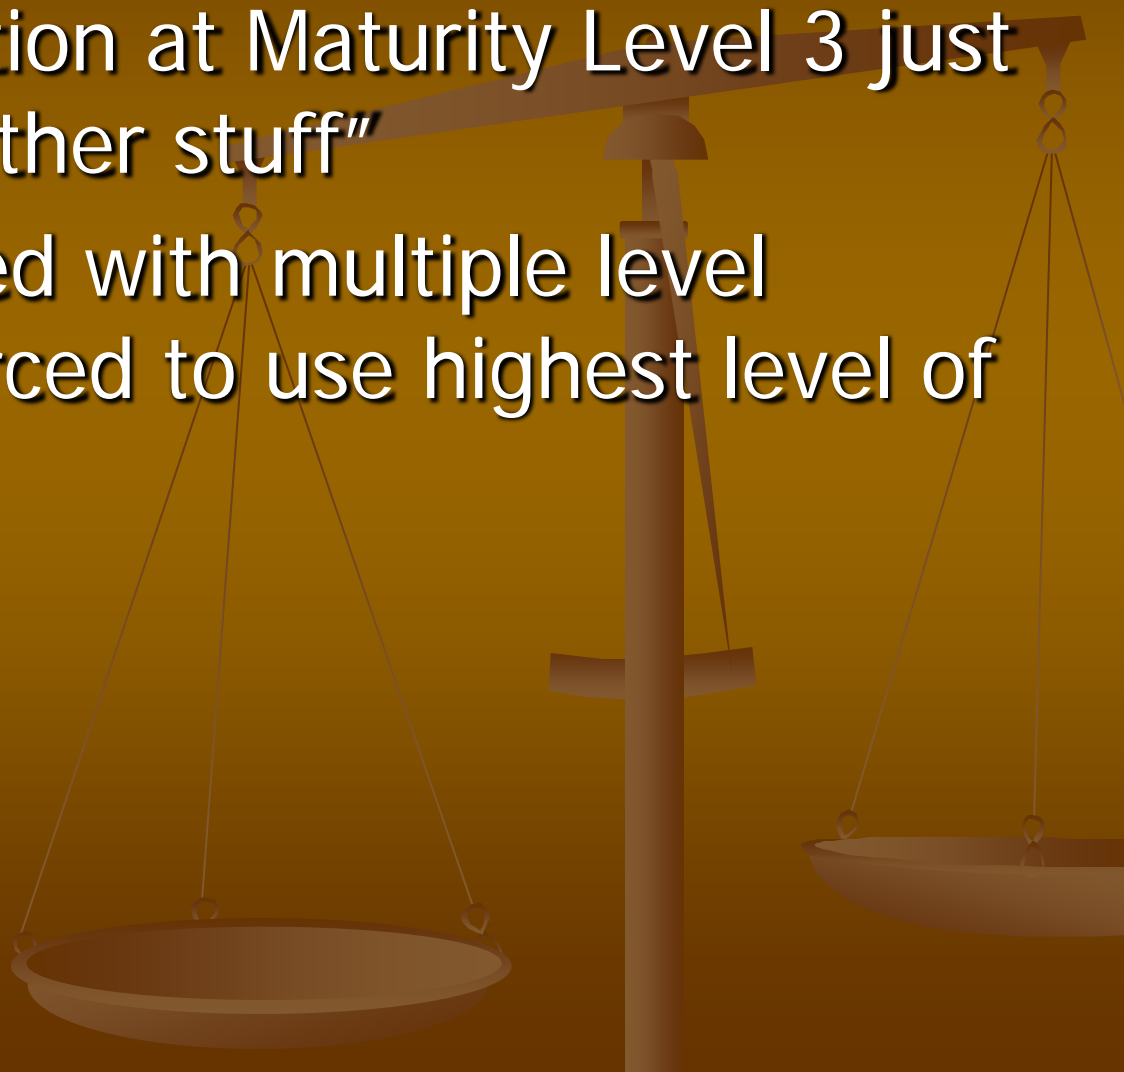 tion at Maturity Level 3 just
ther stuff”
ed with multiple level
rced to use highest level of